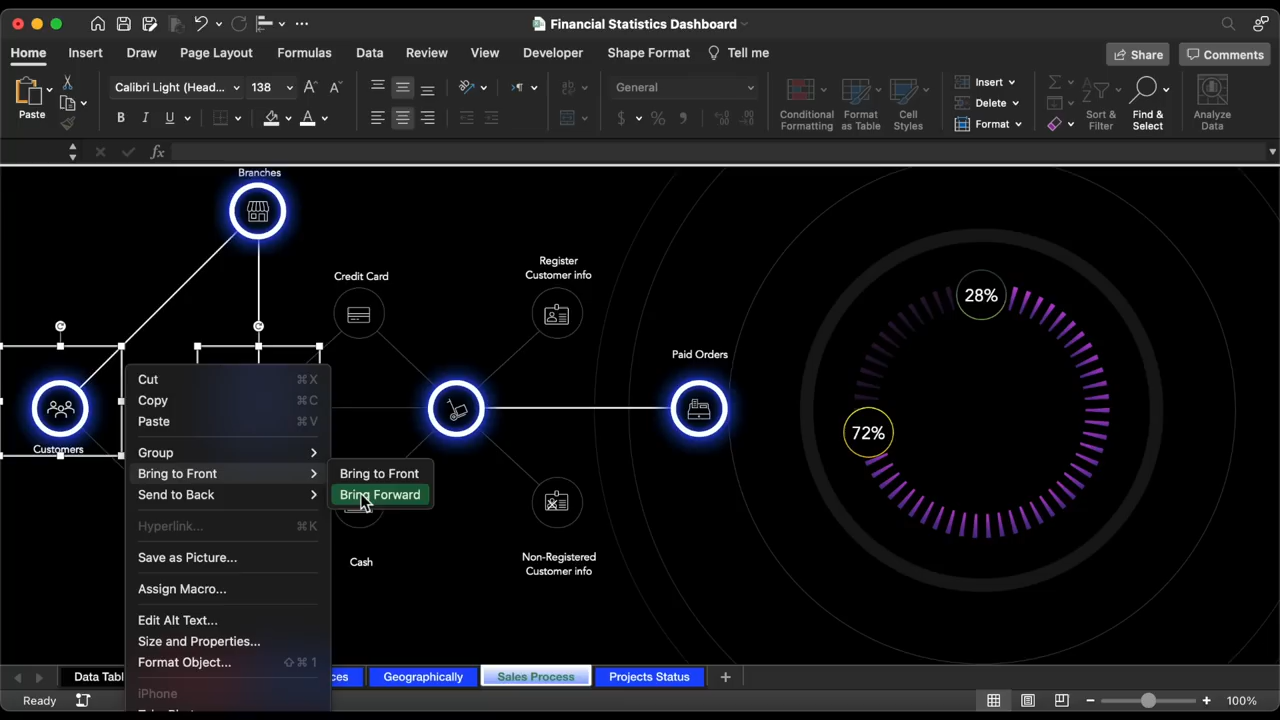 Financial Statistics Dashboard
Home Insert Draw Page Layout Formulas Data Review View Developer Shape Format Tell me
Share Comments
Paste
Calibri Light (Head... 138
B I U
General
$ % 
Conditional Formatting
Format as Table
Cell Styles
Insert
Delete
Format
Sort & Filter
Find & Select
Analyze Data
fx
Branches
Credit Card
Register
Customer info
Paid Orders
28%
72%
Customers
Cut ⌘X
Copy ⌘C
Paste ⌘V
Group
Bring to Front
Send to Back
Hyperlink... ⌘K
Save as Picture...
Assign Macro...
Edit Alt Text...
Size and Properties...
Format Object... ⇧⌘1
iPhone
Bring to Front
Bring Forward
Cash
Non-Registered
Customer info
Data Tabl
ces
Geographically
Sales Process
Projects Status
Ready
100%